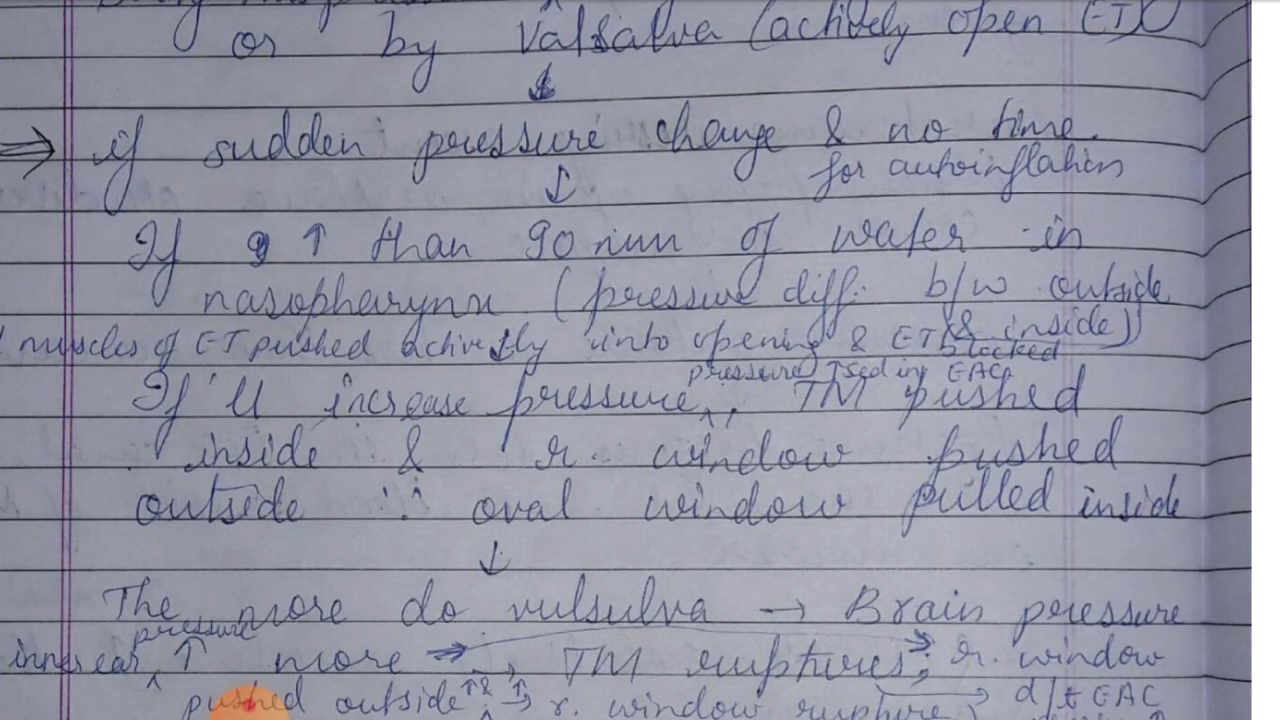 or by Valsalva (actively open ET)
⇒ if sudden pressure change & no time
for autoinflation
↓
If ↑ than 90 mm of water in
nasopharynx (pressure diff. b/w outside
& inside)
muscles of ET pushed actively into opening & ET blocked
pressure ↑sed in EAC
If U increase pressure, TM pushed
inside & r. window pushed
outside ∵ oval window pulled inside
↓
The more do vulsulva → Brain pressure
pressure
inner ear ↑ more → TM ruptures; r. window
pushed outside ↑& ↑ → r. window rupture d/t EAC